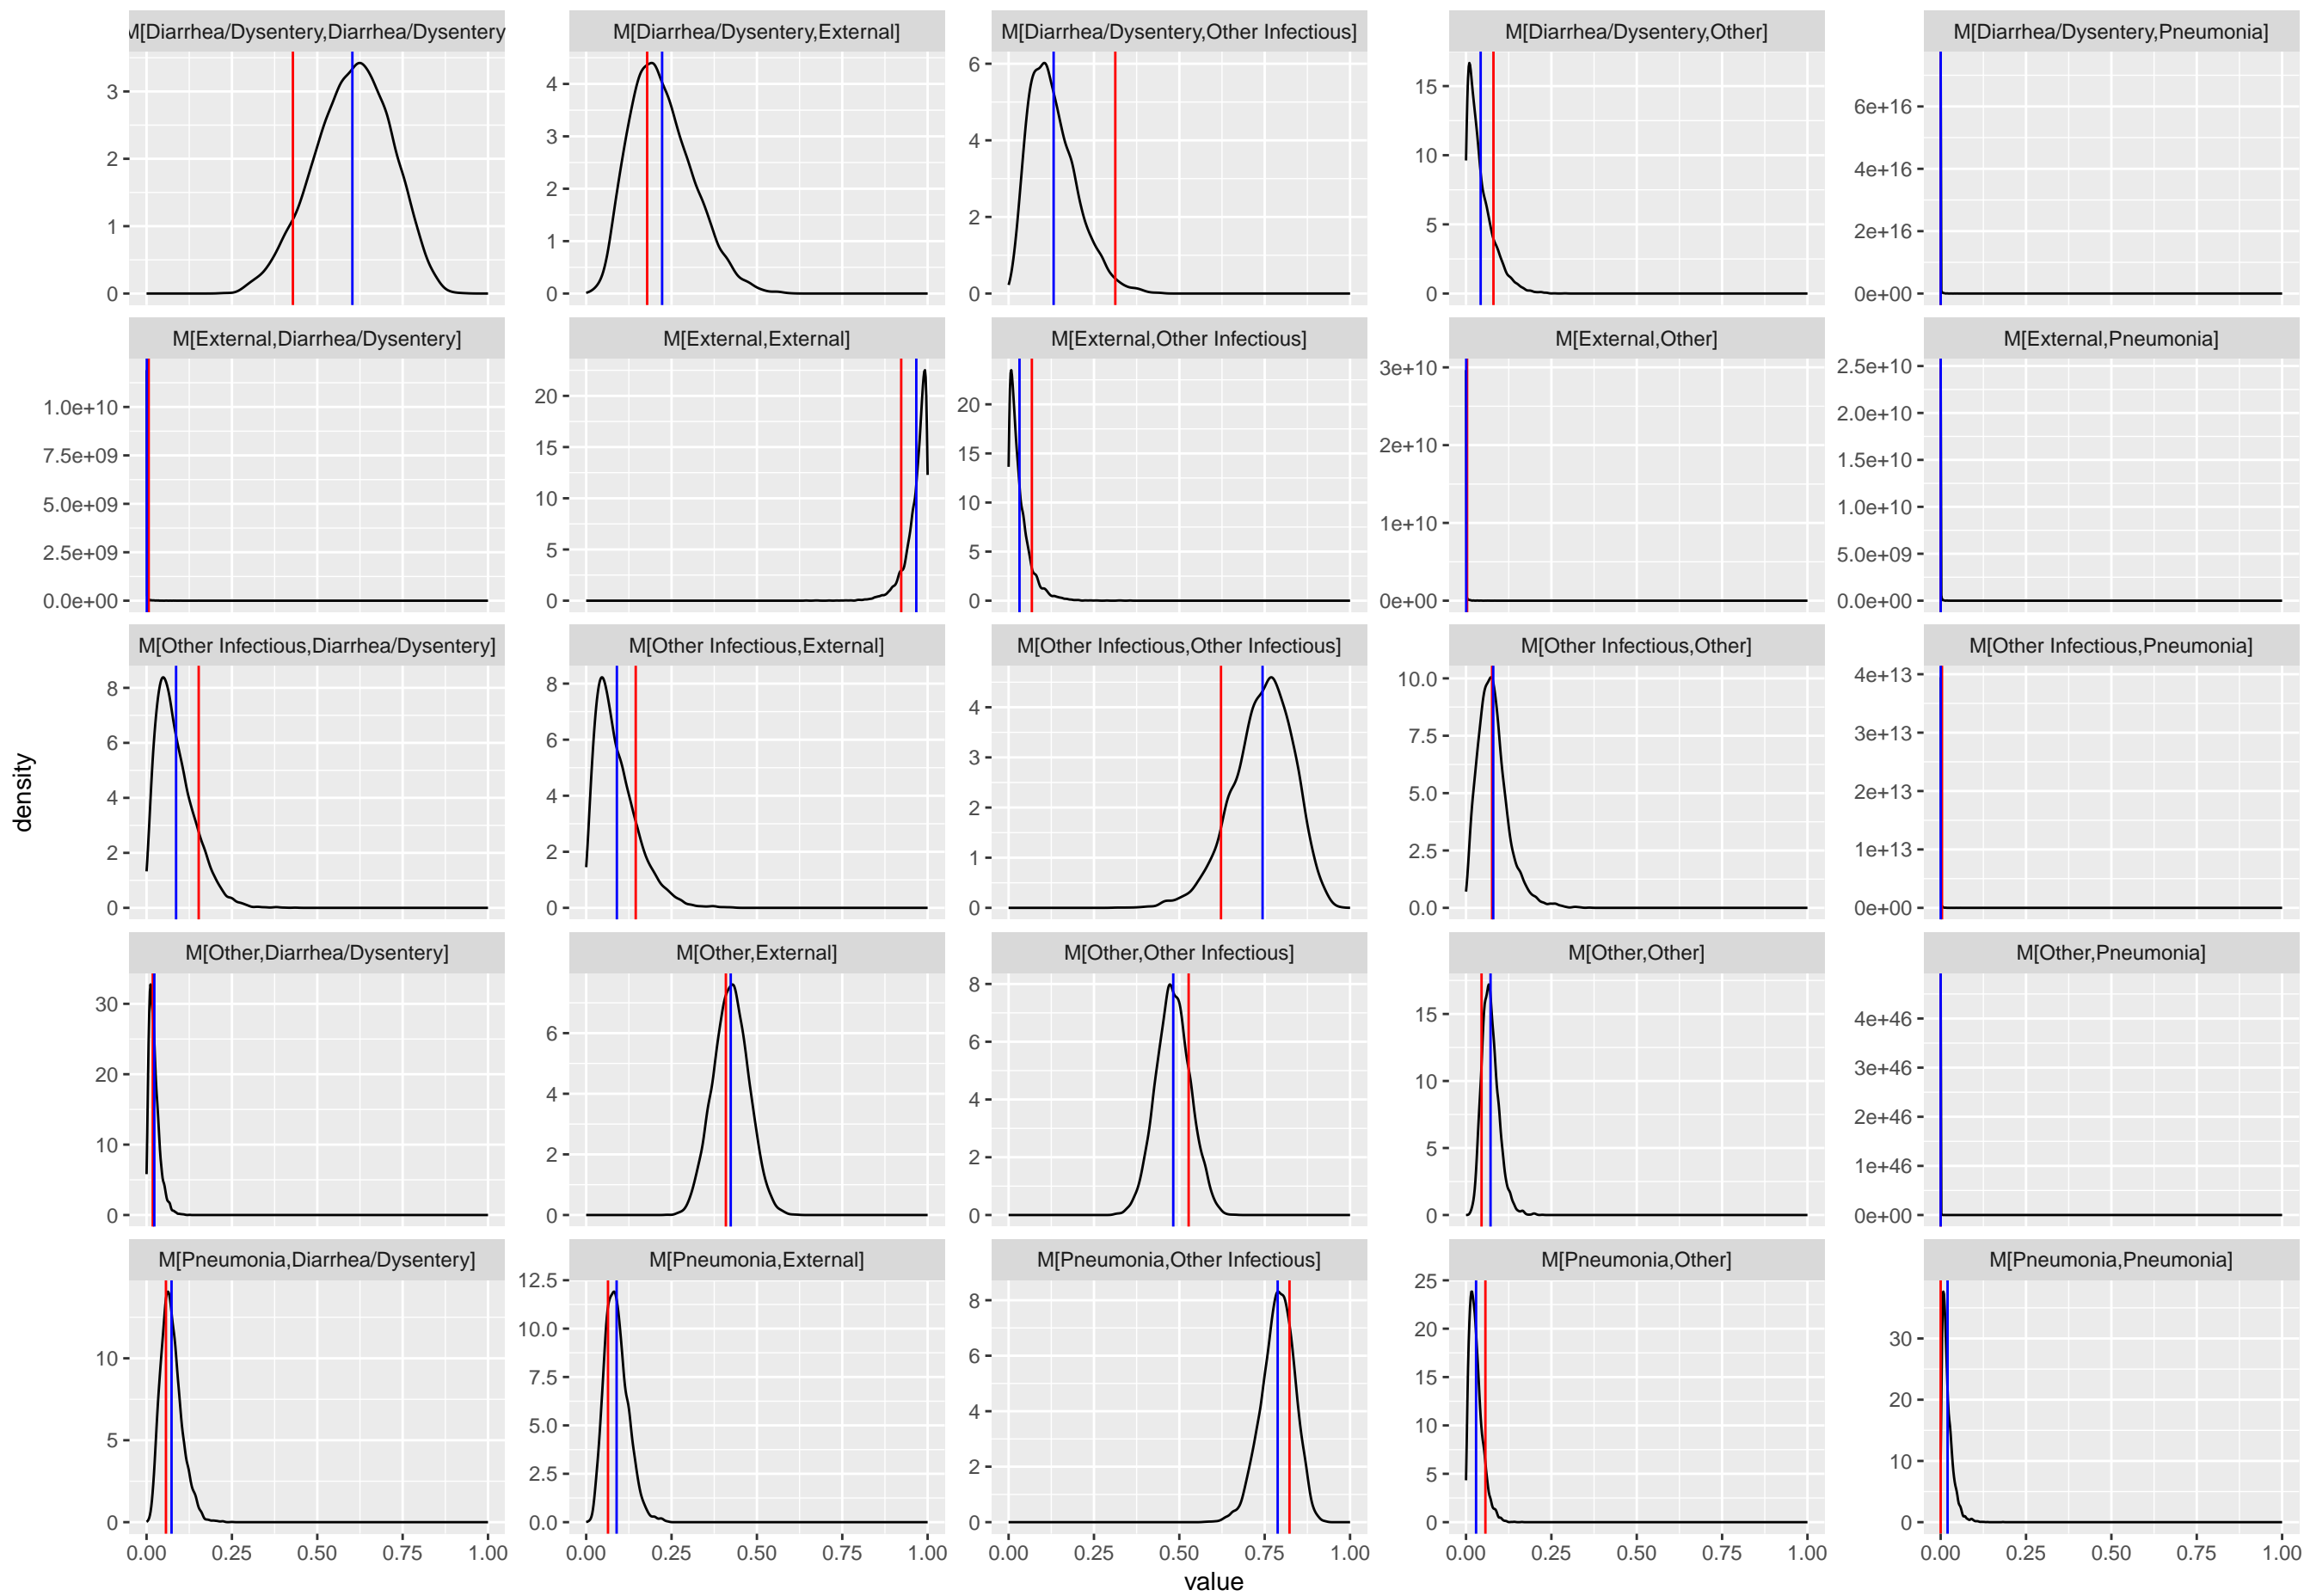 M[Diarrhea/Dysentery,Diarrhea/Dysentery
M[Diarrhea/Dysentery,External]
M[Diarrhea/Dysentery,Other Infectious]
M[Diarrhea/Dysentery,Other]
M[Diarrhea/Dysentery,Pneumonia]
3
2
1
0
4
3
2
1
0
6
4
2
0
15
10
5
0
6e+16
4e+16
2e+16
0e+00
M[External,Diarrhea/Dysentery]
M[External,External]
M[External,Other Infectious]
M[External,Other]
M[External,Pneumonia]
1.0e+10
7.5e+09
5.0e+09
2.5e+09
0.0e+00
20
15
10
5
0
20
15
10
5
0
3e+10
2e+10
1e+10
0e+00
2.5e+10
2.0e+10
1.5e+10
1.0e+10
5.0e+09
0.0e+00
M[Other Infectious,Diarrhea/Dysentery]
M[Other Infectious,External]
M[Other Infectious,Other Infectious]
M[Other Infectious,Other]
M[Other Infectious,Pneumonia]
8
6
4
2
0
8
6
4
2
0
4
3
2
1
0
10.0
7.5
5.0
2.5
0.0
4e+13
3e+13
2e+13
1e+13
0e+00
density
M[Other,Diarrhea/Dysentery]
M[Other,External]
M[Other,Other Infectious]
M[Other,Other]
M[Other,Pneumonia]
30
20
10
0
6
4
2
0
8
6
4
2
0
15
10
5
0
4e+46
3e+46
2e+46
1e+46
0e+00
M[Pneumonia,Diarrhea/Dysentery]
M[Pneumonia,External]
M[Pneumonia,Other Infectious]
M[Pneumonia,Other]
M[Pneumonia,Pneumonia]
10
5
0
12.5
10.0
7.5
5.0
2.5
0.0
8
6
4
2
0
25
20
15
10
5
0
30
20
10
0
0.00 0.25 0.50 0.75 1.00
0.00 0.25 0.50 0.75 1.00
0.00 0.25 0.50 0.75 1.00
0.00 0.25 0.50 0.75 1.00
0.00 0.25 0.50 0.75 1.00
value